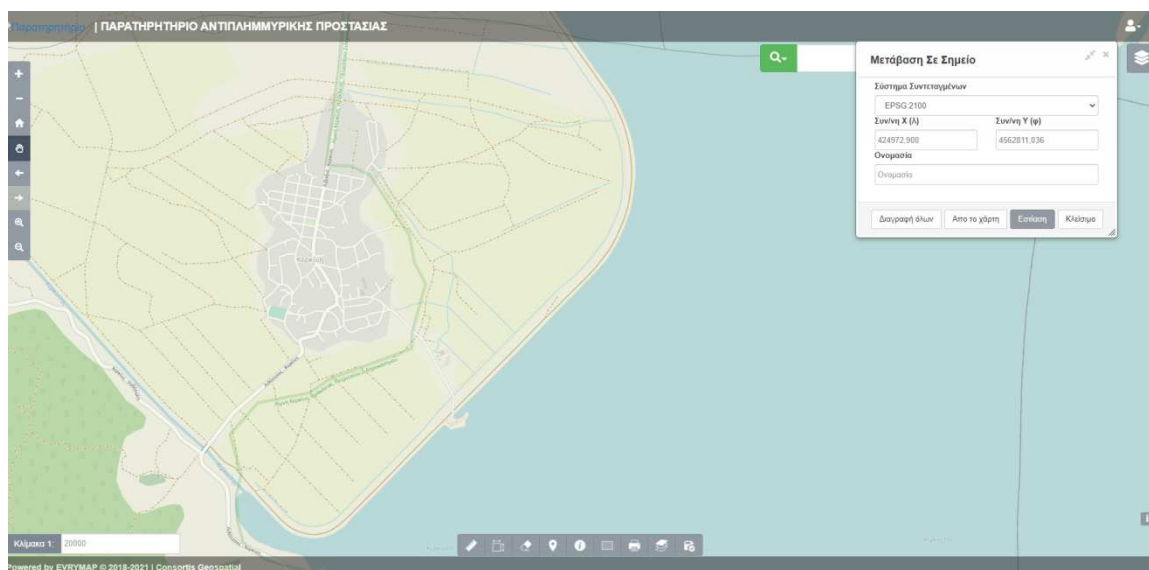 Παρατηρητήριο | ΠΑΡΑΤΗΡΗΤΗΡΙΟ ΑΝΤΙΠΛΗΜΜΥΡΙΚΗΣ ΠΡΟΣΤΑΣΙΑΣ
Μετάβαση Σε Σημείο
Σύστημα Συντεταγμένων
EPSG:2100
Συν/νη Χ (λ) Συν/νη Υ (φ)
424972,900 4562811,036
Ονομασία
Ονομασία
Διαγραφή όλων Απο το χάρτη Εστίαση Κλείσιμο
Κερκίνη
Κλίμακα 1: 20000
Powered by EVRYMAP © 2018-2021 | Consortis Geospatial